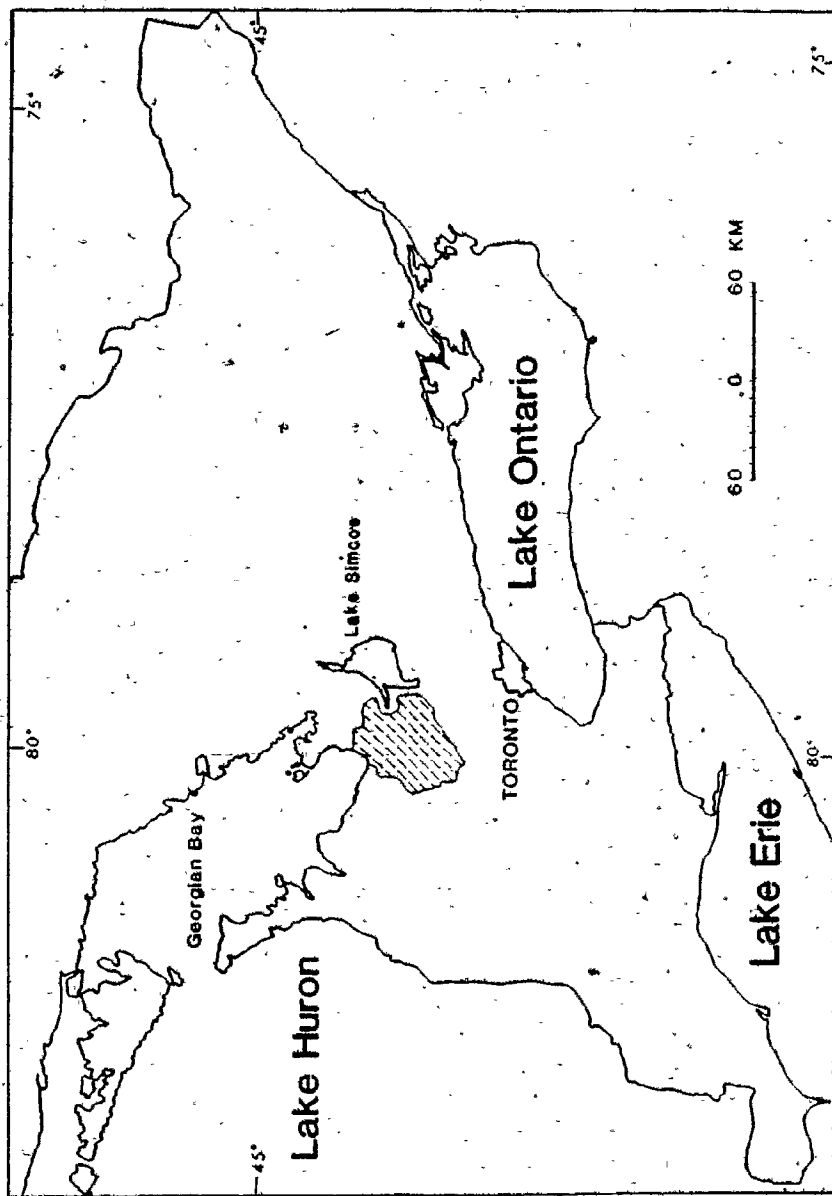 80°
75°
45°
45°
Georgian Bay
Lake Simcoe
Lake Huron
TORONTO
Lake Ontario
60 0 60 KM
Lake Erie
80°
75°